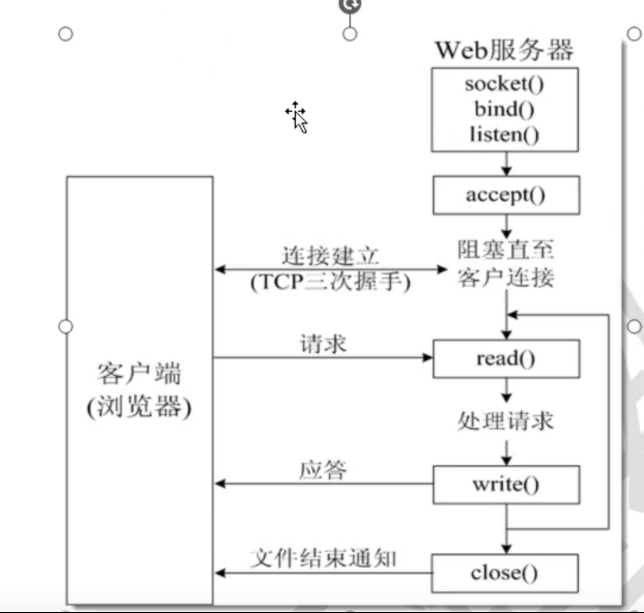 Web服务器
socket()
bind()
listen()
accept()
阻塞直至
客户连接
连接建立
(TCP三次握手)
请求
read()
客户端
(浏览器)
处理请求
应答
write()
文件结束通知
close()